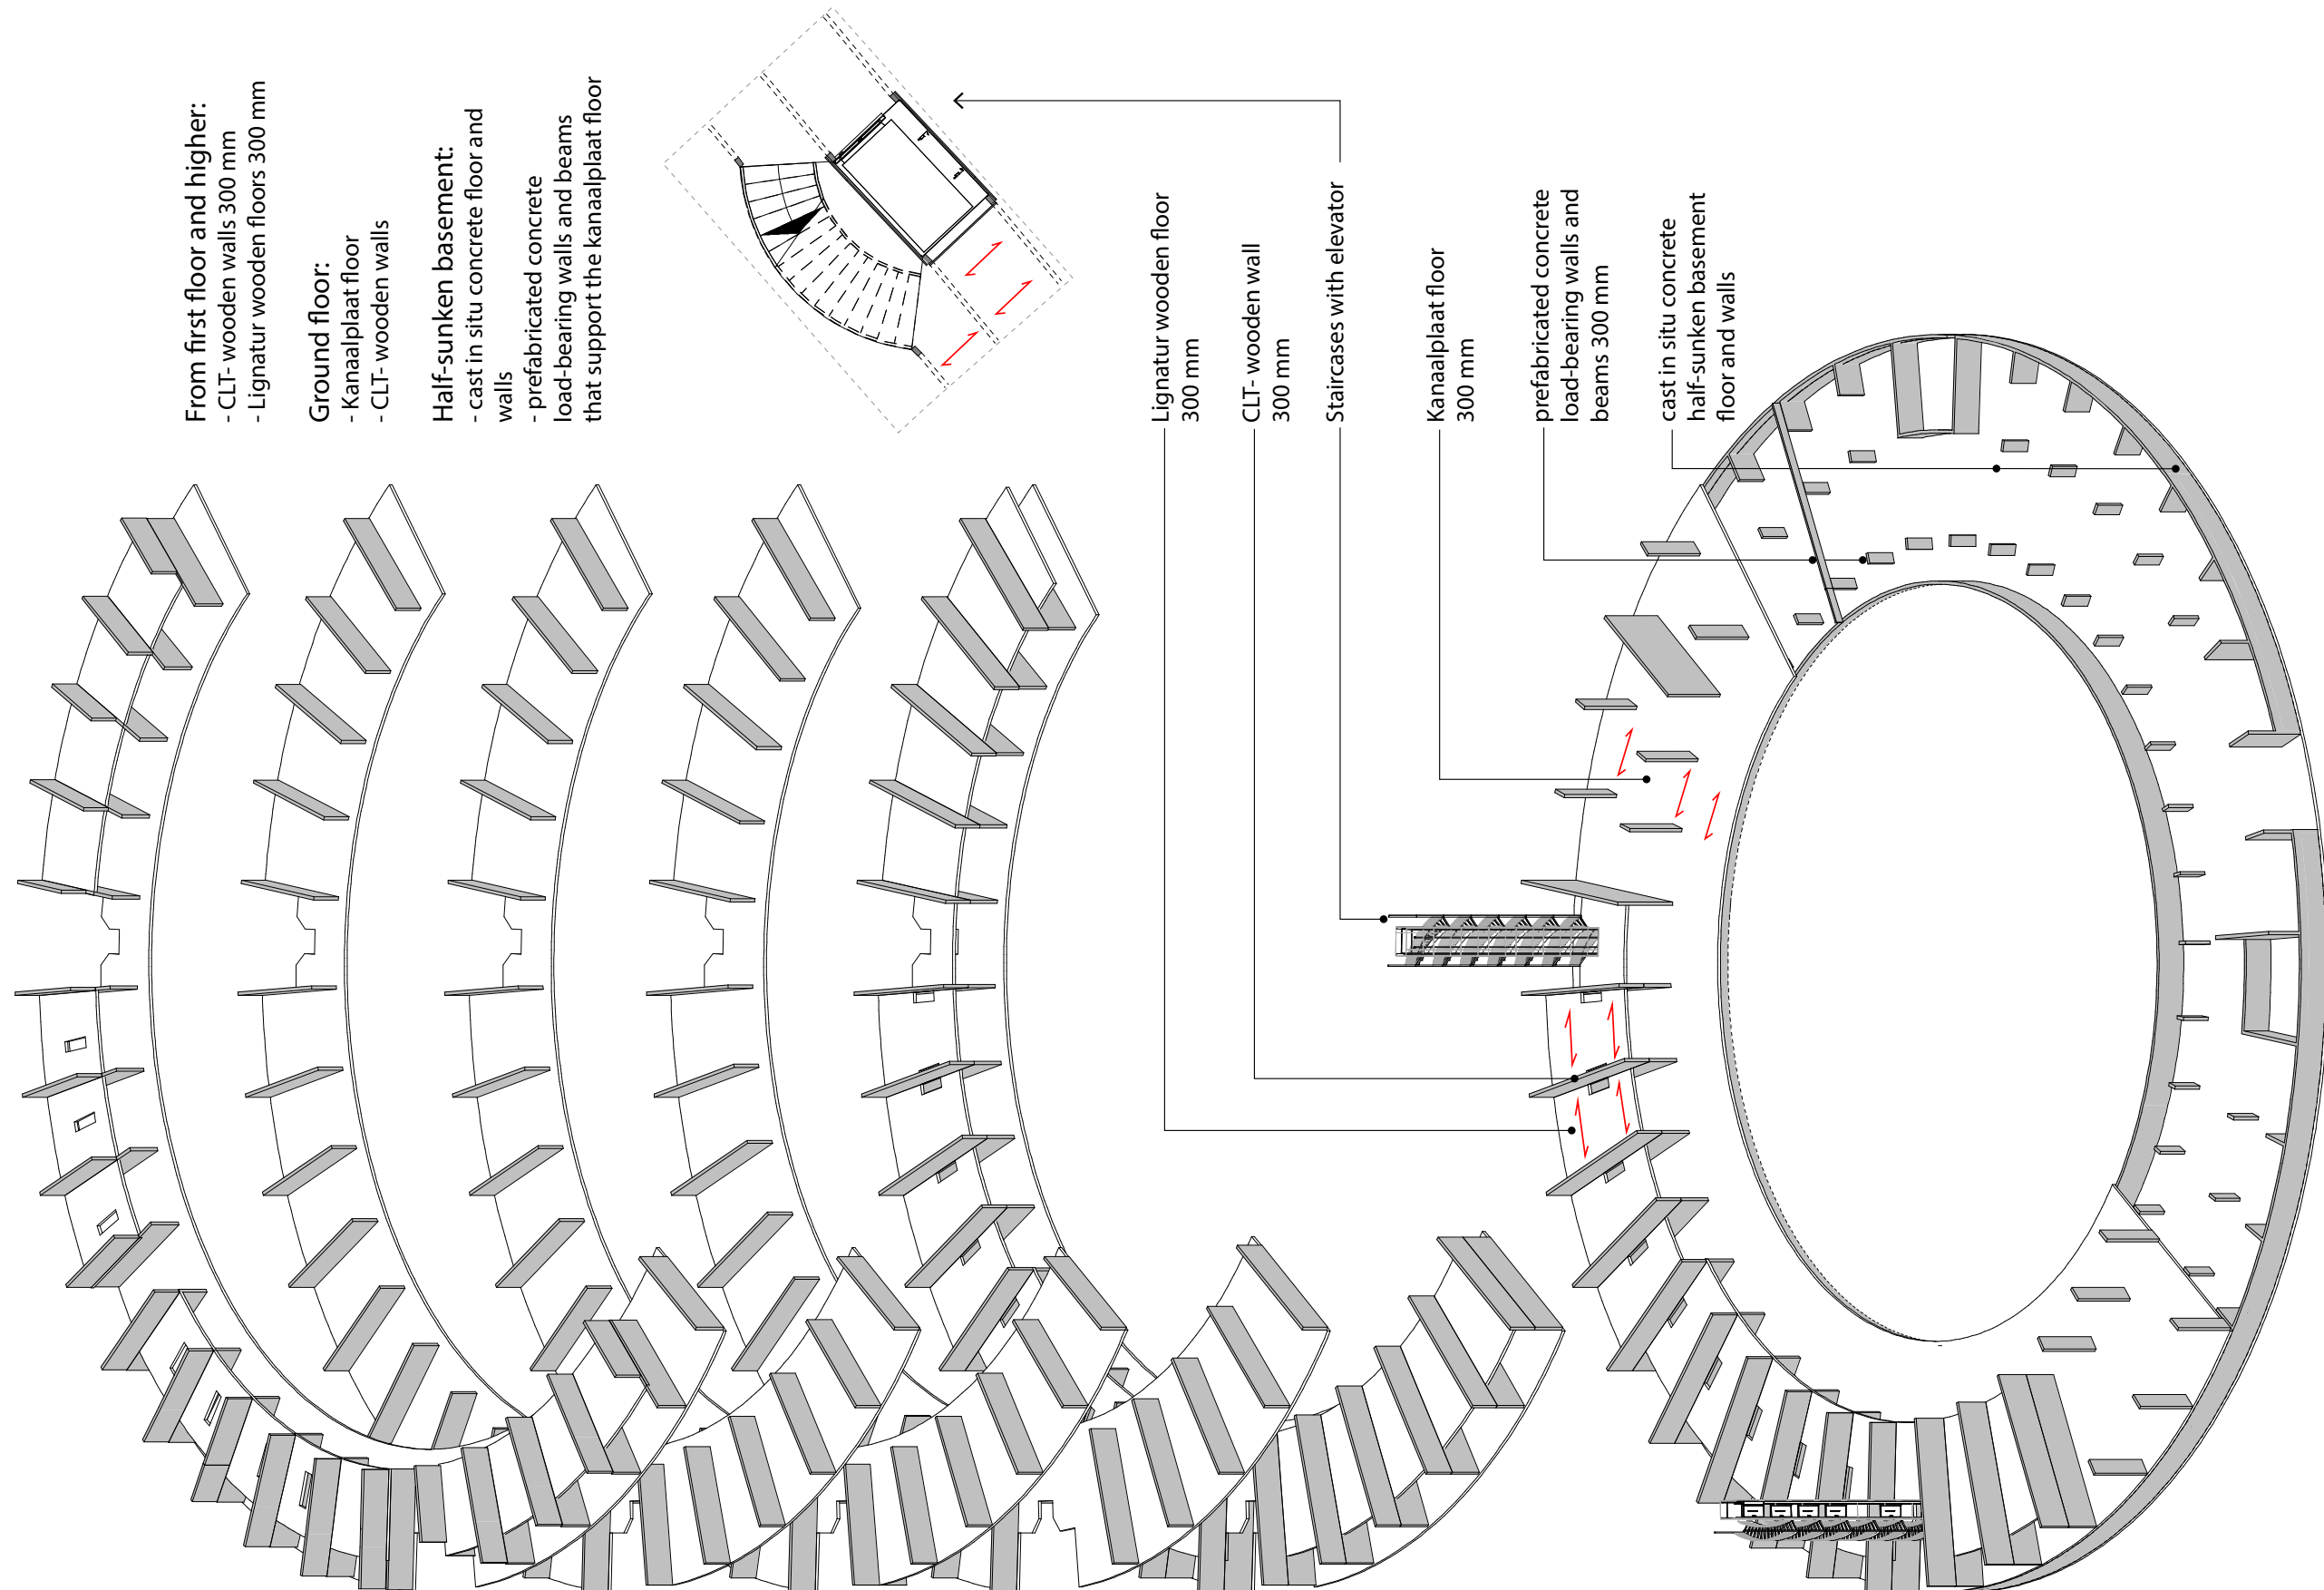 From first floor and higher:
- CLT- wooden walls 300 mm
- Lignatur wooden floors 300 mm
Ground floor:
- Kanaalplaat floor
- CLT- wooden walls
Half-sunken basement:
- cast in situ concrete floor and
walls
- prefabricated concrete
load-bearing walls and beams
that support the kanaalplaat floor
Lignatur wooden floor
300 mm
CLT- wooden wall
300 mm
Staircases with elevator
Kanaalplaat floor
300 mm
prefabricated concrete
load-bearing walls and
beams 300 mm
cast in situ concrete
half-sunken basement
floor and walls